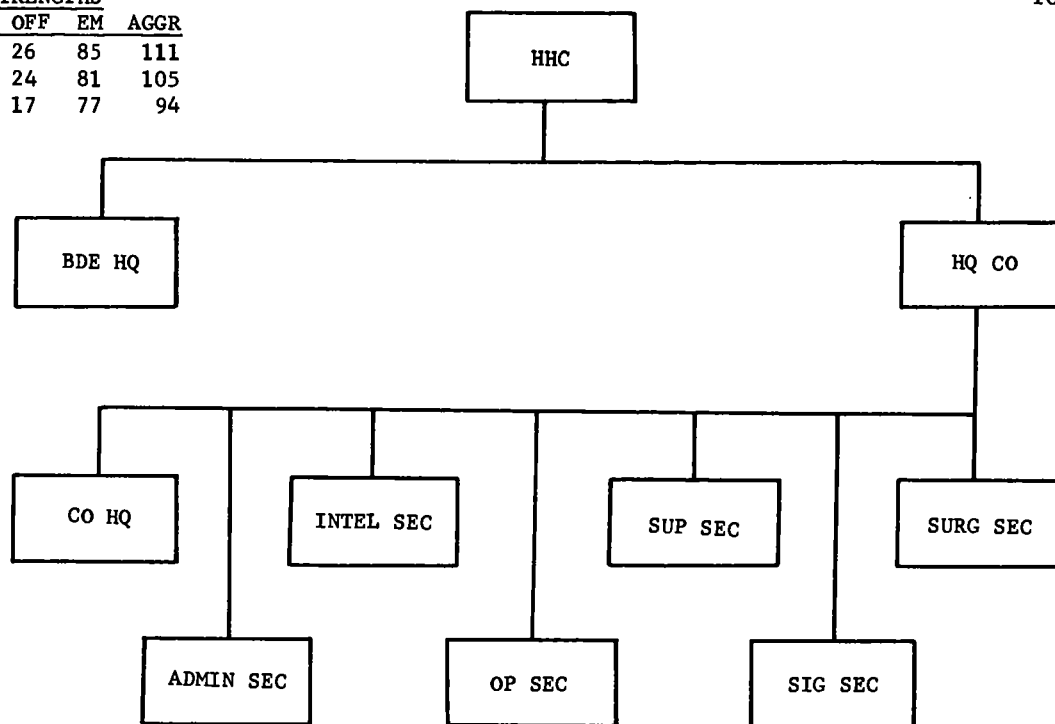 OFF EM AGGR
26 85 111
24 81 105
17 77 94
HHC
BDE HQ
HQ CO
CO HQ
INTEL SEC
SUP SEC
SURG SEC
ADMIN SEC
OP SEC
SIG SEC